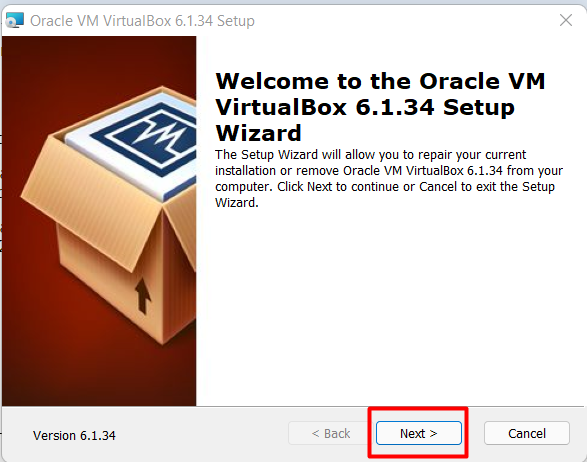 Oracle VM VirtualBox 6.1.34 Setup
Welcome to the Oracle VM
VirtualBox 6.1.34 Setup
Wizard
The Setup Wizard will allow you to repair your current
installation or remove Oracle VM VirtualBox 6.1.34 from your
computer. Click Next to continue or Cancel to exit the Setup
Wizard.
Version 6.1.34
< Back
Next >
Cancel